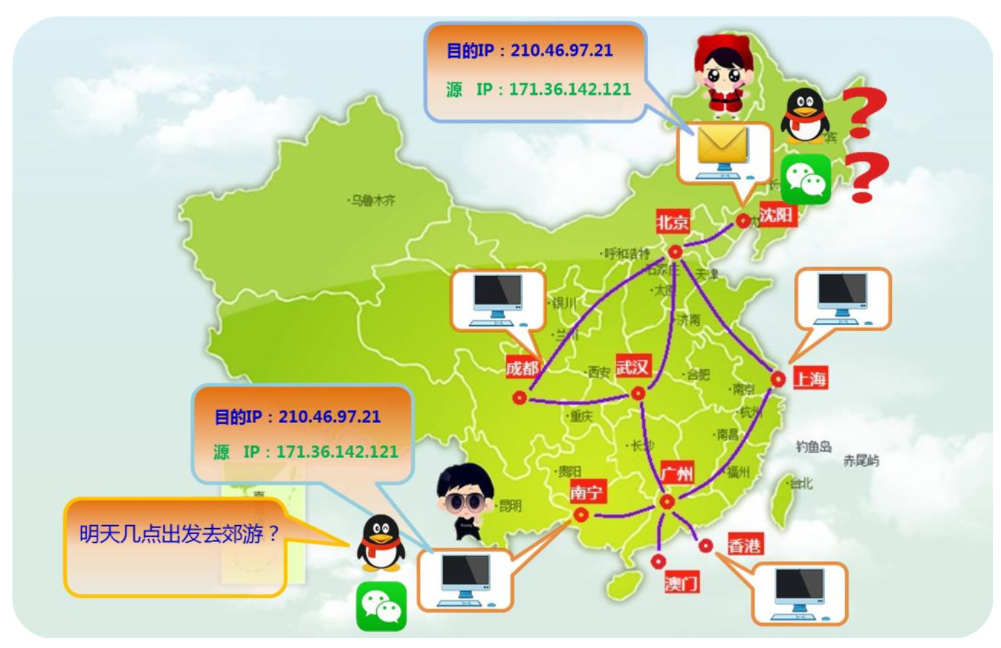 目的IP：210.46.97.21
源 IP：171.36.142.121
?
?
乌鲁木齐
沈阳
北京
呼和浩特
石家庄
天津
银川
济南
兰州
成都
武汉
西安
合肥
上海
南京
杭州
重庆
目的IP：210.46.97.21
源 IP：171.36.142.121
南昌
长沙
钓鱼岛
赤尾屿
广州
福州
台北
贵阳
南宁
昆明
明天几点出发去郊游？
香港
澳门